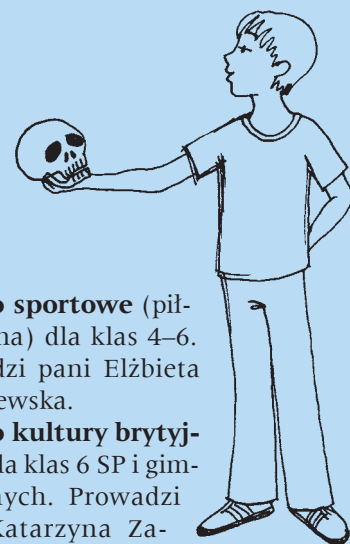 o sportowe (pił-
na) dla klas 4–6.
dzi pani Elżbieta
ewska.
o kultury brytyj-
la klas 6 SP i gim-
nych. Prowadzi
Katarzyna Za-